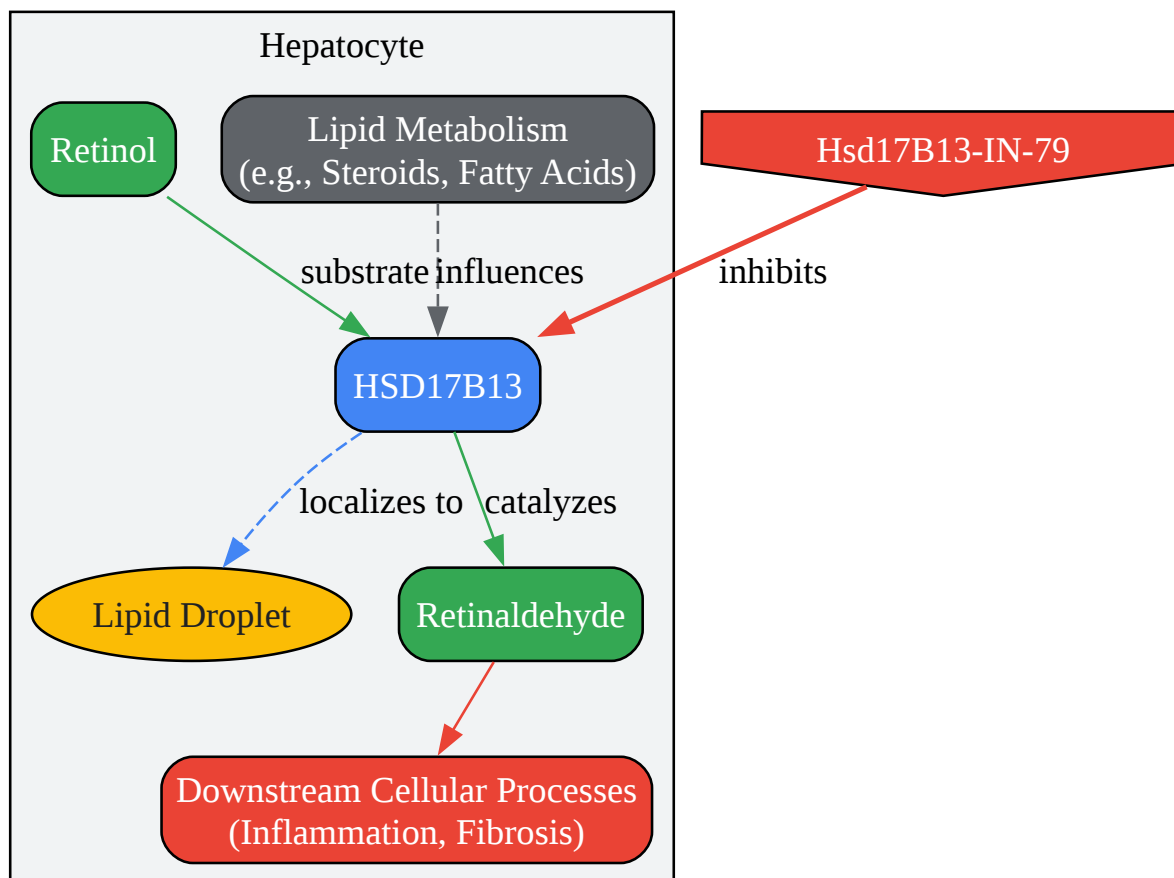 Hepatocyte
Retinol
Lipid Metabolism
(e.g., Steroids, Fatty Acids)
Hsd17B13-IN-79
substrate
influences
inhibits
HSD17B13
localizes to
catalyzes
Lipid Droplet
Retinaldehyde
Downstream Cellular Processes
(Inflammation, Fibrosis)